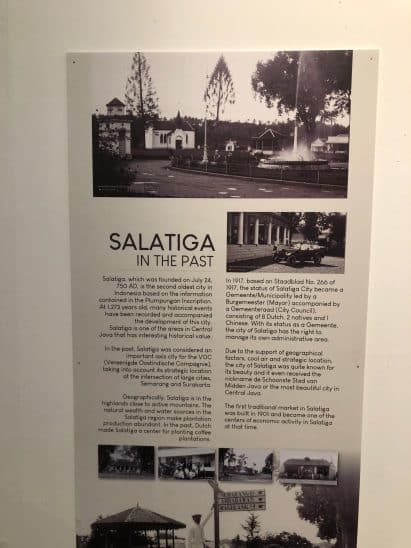 SALATIGA
IN THE PAST
Salatiga, which was founded on July 24,
750 AD, is the second oldest city in
Indonesia based on the information
contained in the Plumpungan Inscription.
At 1,273 years old, many historical events
have been recorded and accompanied
the development of this city.
Salatiga is one of the areas in Central
Java that has interesting historical value.
In the past, Salatiga was considered an
important axis city for the VOC
(Vereenigde Oostindische Compagnie),
taking into account its strategic location
at the intersection of large cities,
Semarang and Surakarta.
Geographically, Salatiga is in the
highlands close to active mountains. The
natural wealth and water sources in the
Salatiga region make plantation
production abundant. In the past, Dutch
made Salatiga a center for planting coffee
plantations.
In 1917, based on Staadblad No. 266 of
1917, the status of Salatiga City became a
Gemeente/Municipality led by a
Burgemeester (Mayor) accompanied by
a Gemeenteraad (City Council),
consisting of 8 Dutch, 2 natives and 1
Chinese. With its status as a Gemeente,
the city of Salatiga has the right to
manage its own administrative area.
Due to the support of geographical
factors, cool air and strategic location,
the city of Salatiga was quite known for
its beauty and it even received the
nickname de Schoonste Stad van
Midden-Java or the most beautiful city in
Central Java.
The first traditional market in Salatiga
was built in 1901 and become one of the
centers of economic activity in Salatiga
at that time.